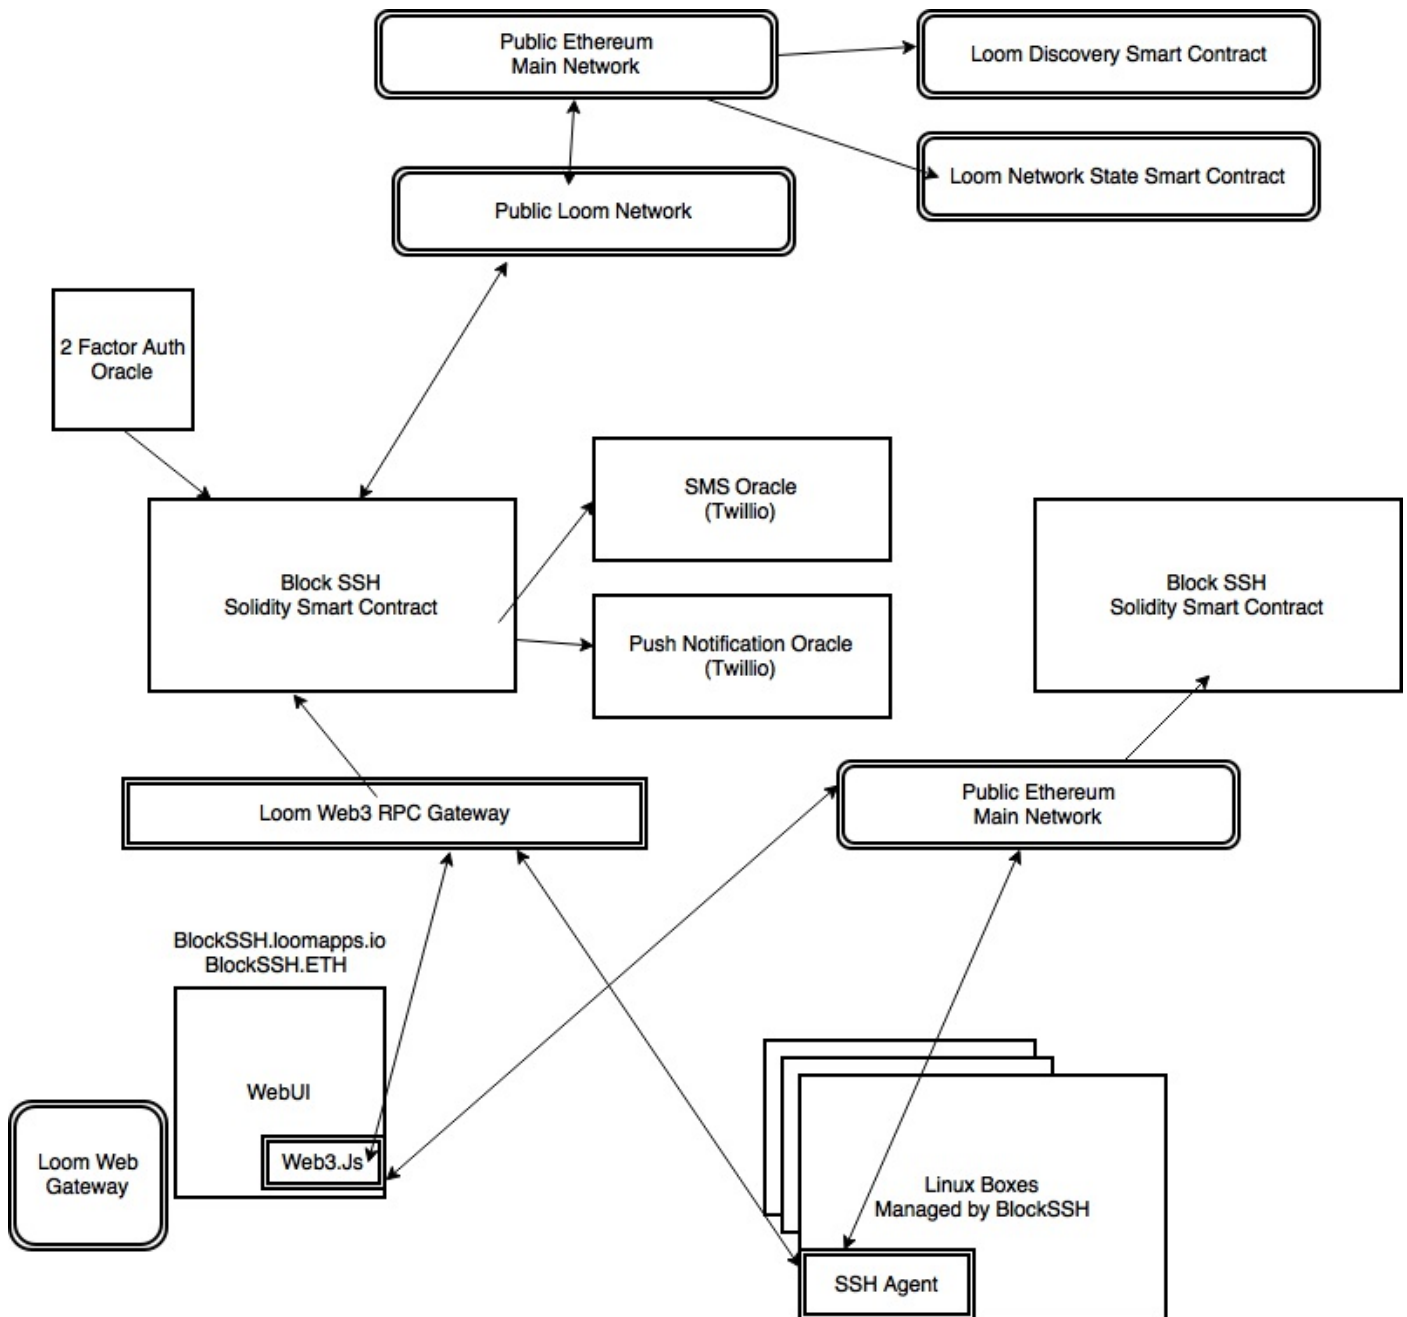 Public Ethereum
Main Network
Loom Discovery Smart Contract
Loom Network State Smart Contract
Public Loom Network
2 Factor Auth
Oracle
SMS Oracle
(Twillio)
Block SSH
Solidity Smart Contract
Block SSH
Solidity Smart Contract
Push Notification Oracle
(Twillio)
Loom Web3 RPC Gateway
Public Ethereum
Main Network
BlockSSH.loomapps.io
BlockSSH.ETH
WebUI
Web3.Js
Loom Web
Gateway
Linux Boxes
Managed by BlockSSH
SSH Agent